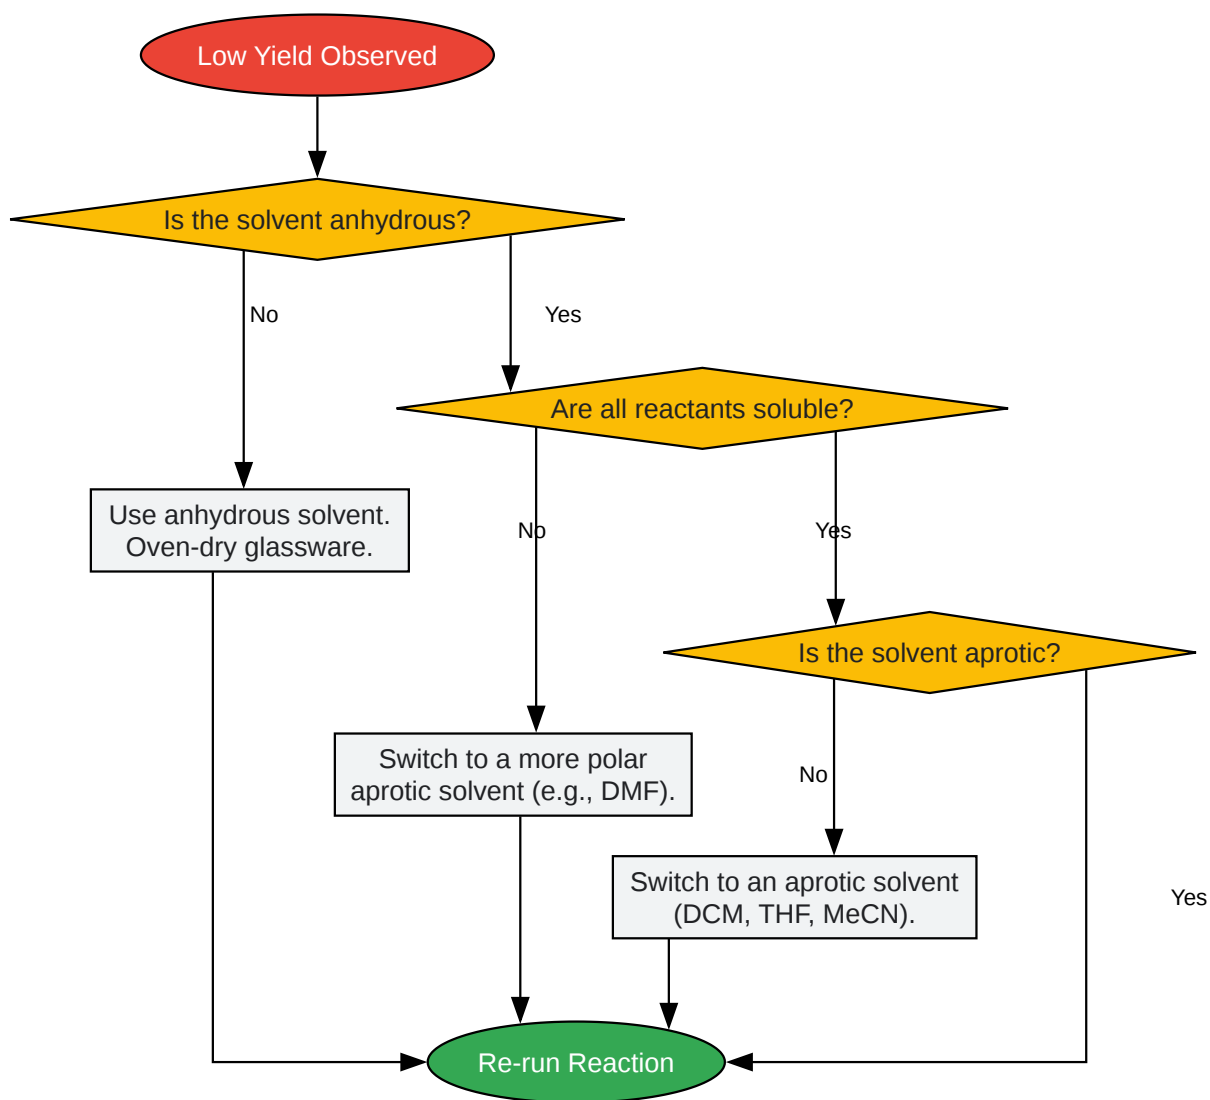 Low Yield Observed
Is the solvent anhydrous?
No
Yes
Are all reactants soluble?
Use anhydrous solvent.
Oven-dry glassware.
No
Yes
Is the solvent aprotic?
Switch to a more polar
aprotic solvent (e.g., DMF).
No
Switch to an aprotic solvent
(DCM, THF, MeCN).
Yes
Re-run Reaction